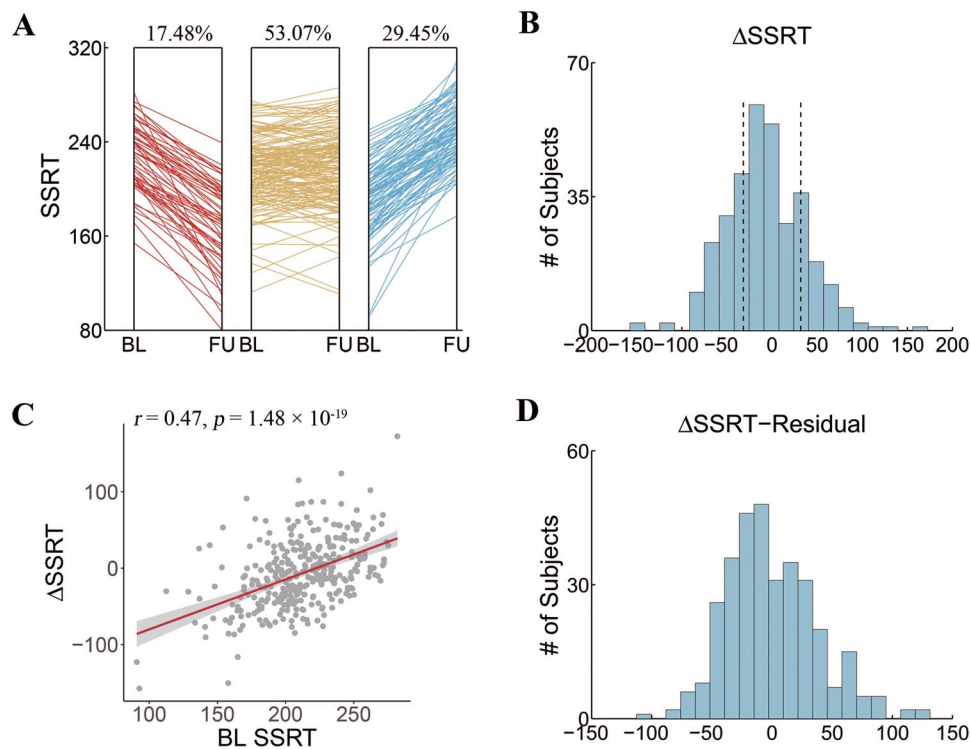 A
17.48%
53.07%
29.45%
320
240
160
80
SSRT
BL
FU
BL
FU
BL
FU
B
ΔSSRT
70
35
0
# of Subjects
−200
−150
−100
−50
0
50
100
150
200
C
r = 0.47, p = 1.48 × 10-19
100
0
−100
ΔSSRT
100
150
200
250
BL SSRT
D
ΔSSRT−Residual
60
30
0
# of Subjects
−150
−100
−50
0
50
100
150